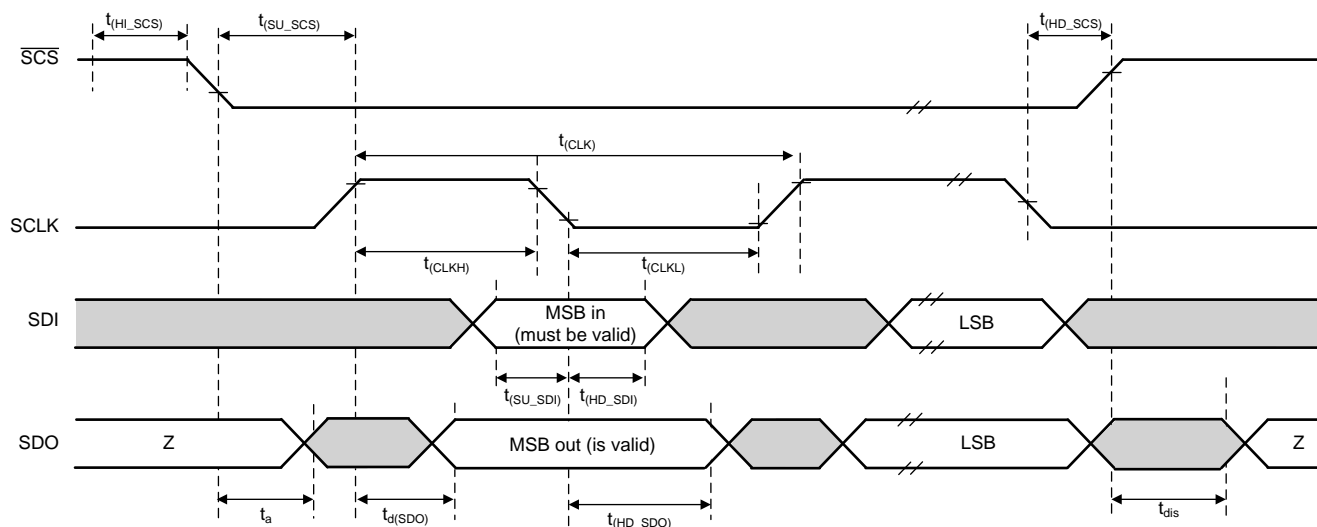 t(HI_SCS)
t(SU_SCS)
t(HD_SCS)
SCS
t(CLK)
SCLK
t(CLKH)
t(CLKL)
SDI
MSB in
(must be valid)
LSB
t(SU_SDI)
t(HD_SDI)
SDO
Z
MSB out (is valid)
LSB
Z
ta
td(SDO)
t(HD_SDO)
tdis